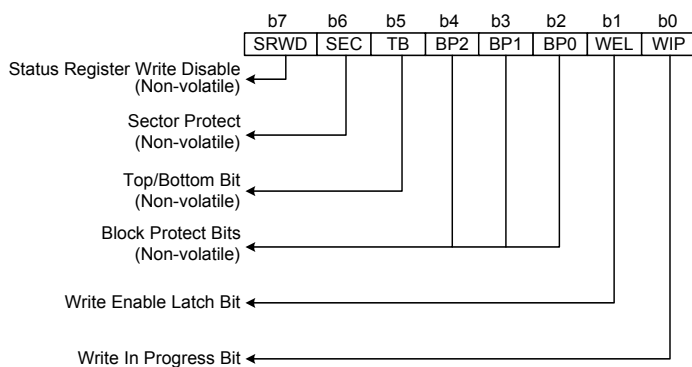 b7 b6 b5 b4 b3 b2 b1 b0
SRWD SEC TB BP2 BP1 BP0 WEL WIP
Status Register Write Disable
(Non-volatile)
Sector Protect
(Non-volatile)
Top/Bottom Bit
(Non-volatile)
Block Protect Bits
(Non-volatile)
Write Enable Latch Bit
Write In Progress Bit